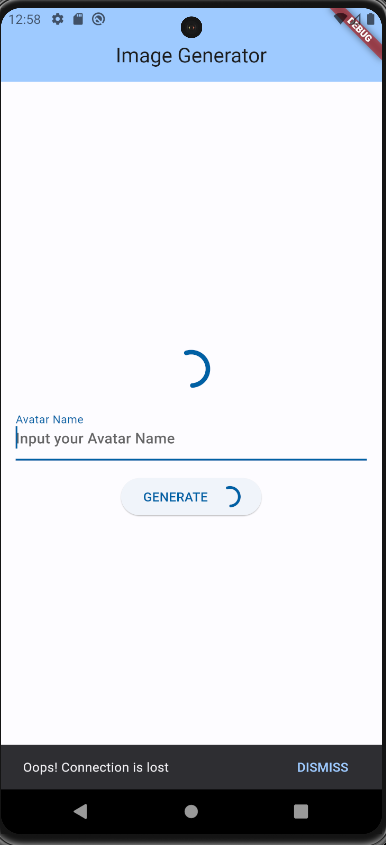 12:58
DEBUG
Image Generator
Avatar Name
Input your Avatar Name
GENERATE
Oops! Connection is lost
DISMISS